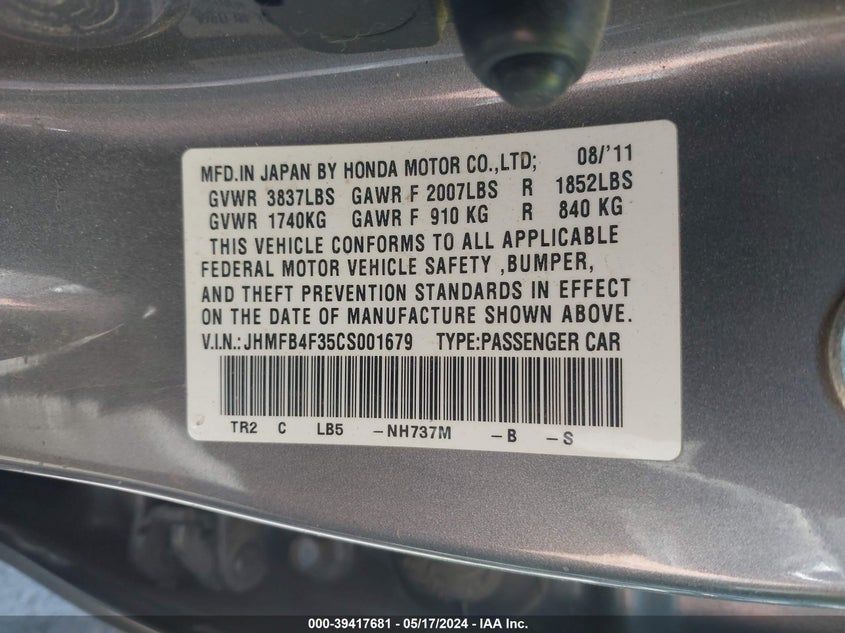 MFD.IN JAPAN BY HONDA MOTOR CO.,LTD; 08/'11
GVWR 3837LBS GAWR F 2007LBS R 1852LBS
GVWR 1740KG GAWR F 910 KG R 840 KG
THIS VEHICLE CONFORMS TO ALL APPLICABLE
FEDERAL MOTOR VEHICLE SAFETY ,BUMPER,
AND THEFT PREVENTION STANDARDS IN EFFECT
ON THE DATE OF MANUFACTURE SHOWN ABOVE.
V.I.N.:JHMFB4F35CS001679 TYPE:PASSENGER CAR
TR2 C LB5 -NH737M -B -S
000-39417681 - 05/17/2024 - IAA Inc.